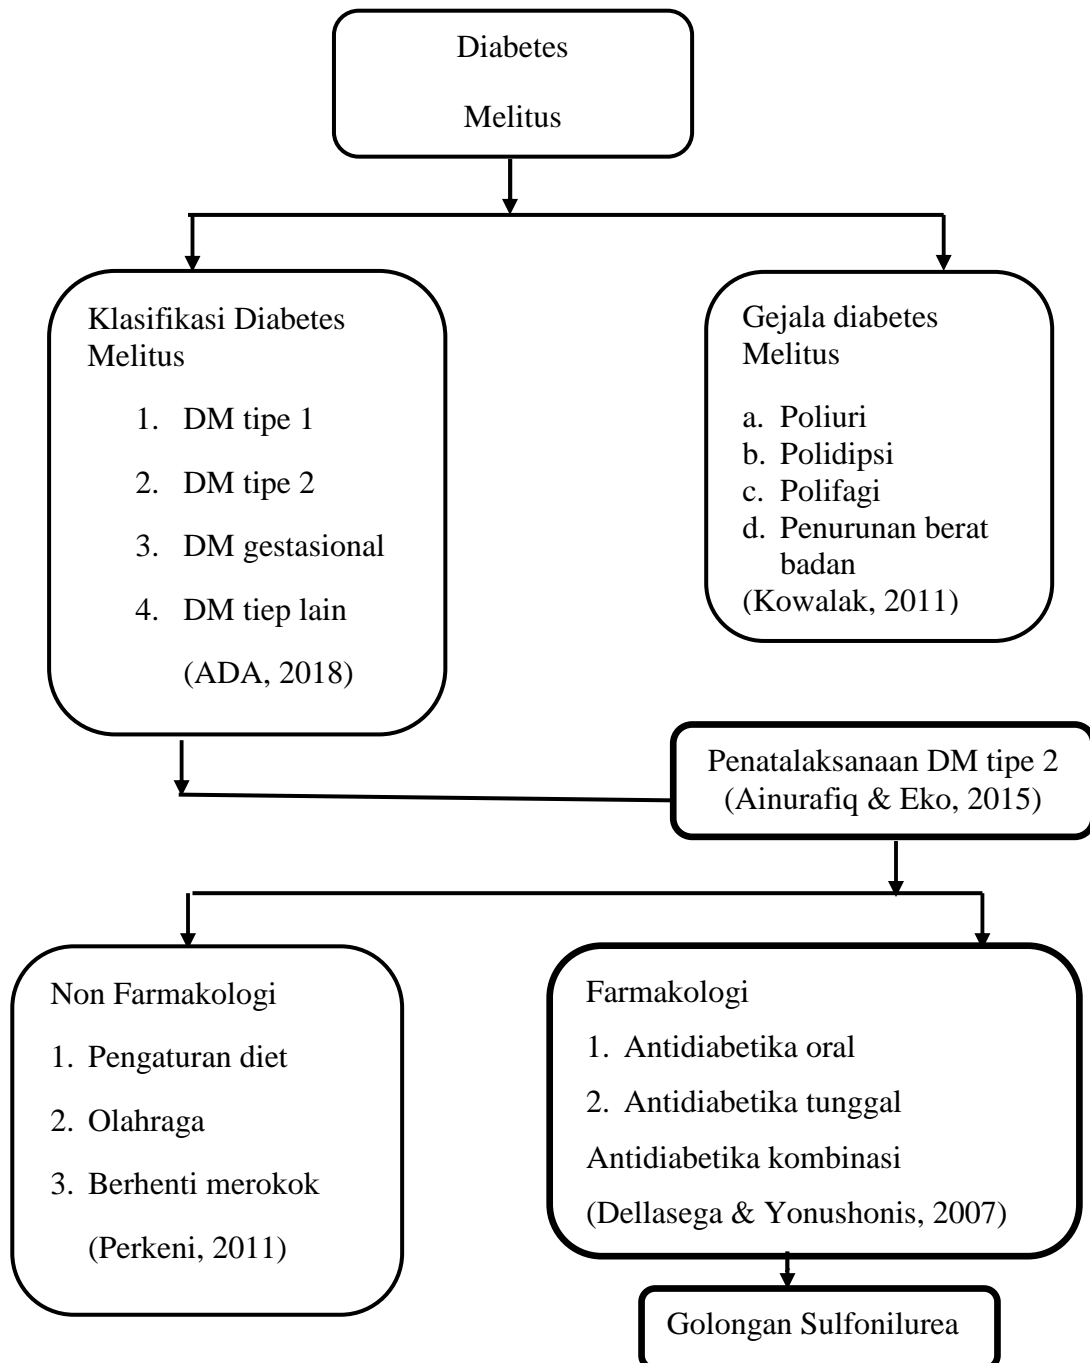 Diabetes
Melitus
Klasifikasi Diabetes
Melitus
1. DM tipe 1
2. DM tipe 2
3. DM gestasional
4. DM tiep lain
(ADA, 2018)
Gejala diabetes
Melitus
a. Poliuri
b. Polidipsi
c. Polifagi
d. Penurunan berat
badan
(Kowalak, 2011)
Penatalaksanaan DM tipe 2
(Ainurafiq & Eko, 2015)
Non Farmakologi
1. Pengaturan diet
2. Olahraga
3. Berhenti merokok
(Perkeni, 2011)
Farmakologi
1. Antidiabetika oral
2. Antidiabetika tunggal
Antidiabetika kombinasi
(Dellasega & Yonushonis, 2007)
Golongan Sulfonilurea